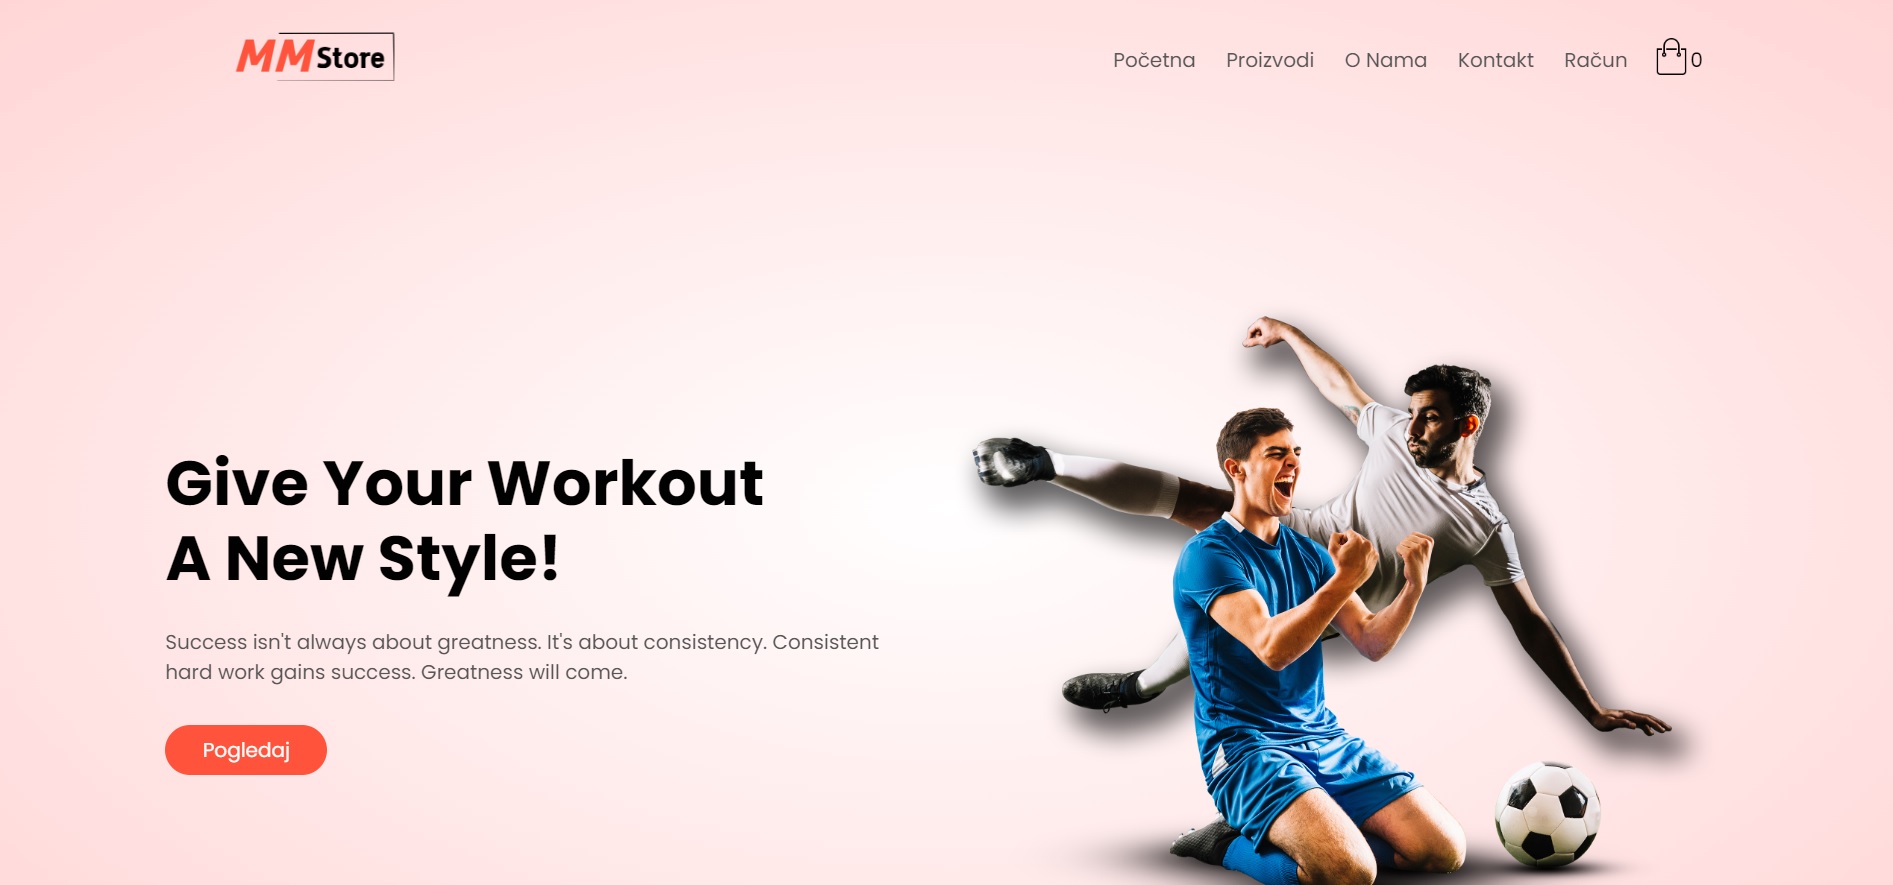 MM Store
Početna Proizvodi O Nama Kontakt Račun 0
Give Your Workout
A New Style!
Success isn't always about greatness. It's about consistency. Consistent
hard work gains success. Greatness will come.
Pogledaj